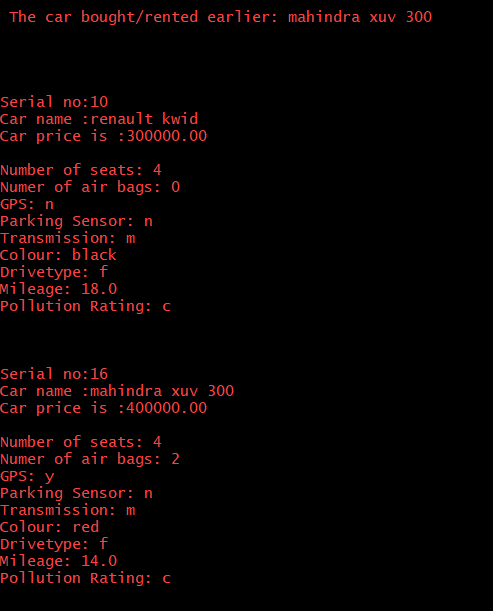 The car bought/rented earlier: mahindra xuv 300
Serial no:10
Car name :renault kwid
Car price is :300000.00
Number of seats: 4
Numer of air bags: 0
GPS: n
Parking Sensor: n
Transmission: m
Colour: black
Drivetype: f
Mileage: 18.0
Pollution Rating: c
Serial no:16
Car name :mahindra xuv 300
Car price is :400000.00
Number of seats: 4
Numer of air bags: 2
GPS: y
Parking Sensor: n
Transmission: m
Colour: red
Drivetype: f
Mileage: 14.0
Pollution Rating: c